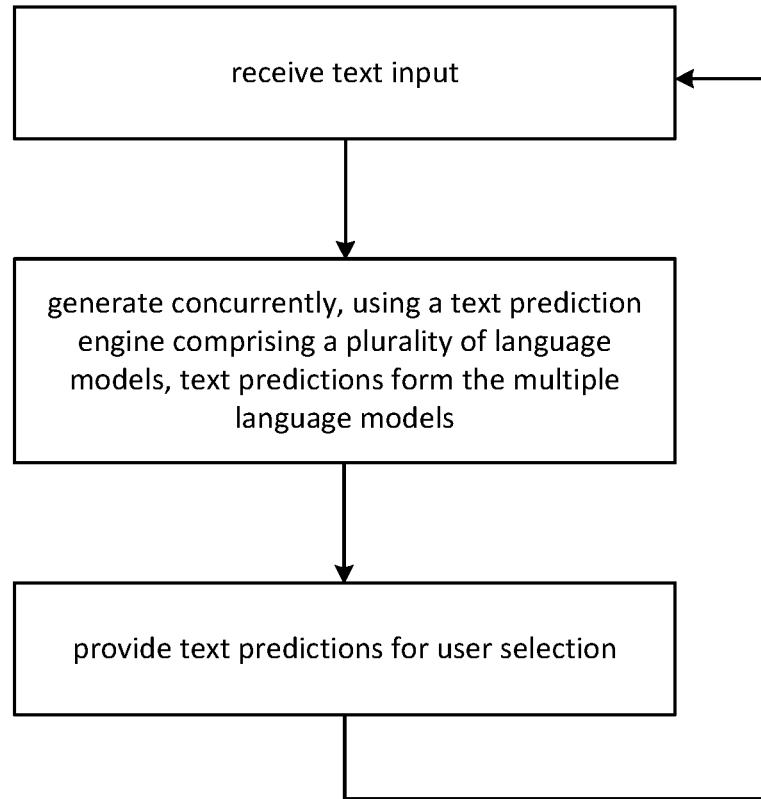 receive text input
generate concurrently, using a text prediction
engine comprising a plurality of language
models, text predictions form the multiple
language models
provide text predictions for user selection